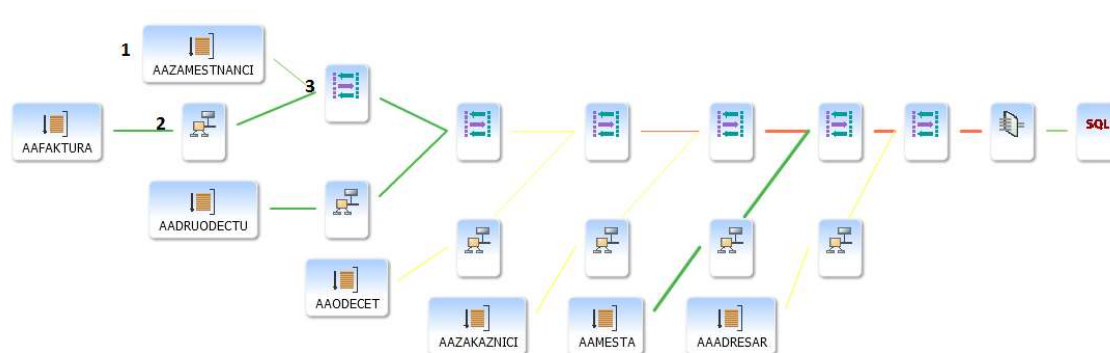 1
AAZAMESTNANCI
3
2
AAFAKTURA
SQL
AADRUODECTU
AAODECET
AAZAKAZNICI
AAMESTA
AAADRESAR